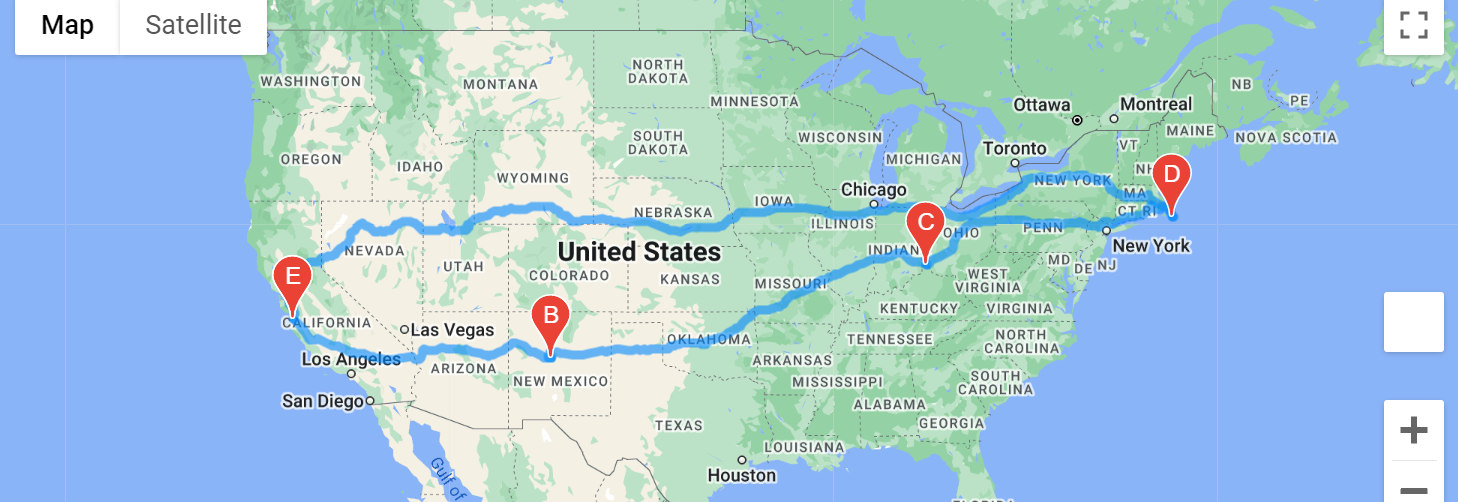 Map
Satellite
WASHINGTON
MONTANA
NORTH
DAKOTA
MINNESOTA
Ottawa
Montreal
NB
PE
MAINE
NOVA SCOTIA
OREGON
IDAHO
SOUTH
DAKOTA
WISCONSIN
MICHIGAN
Toronto
VT
NH
WYOMING
Chicago
NEW YORK
D
MA
CT RI
NEBRASKA
IOWA
ILLINOIS
C
OHIO
PENN
New York
NEVADA
United States
INDIAN
MD
DE
NJ
E
UTAH
COLORADO
KANSAS
MISSOURI
WEST
VIRGINIA
B
KENTUCKY
VIRGINIA
CALIFORNIA
Las Vegas
OKLAHOMA
TENNESSEE
NORTH
CAROLINA
Los Angeles
ARIZONA
NEW MEXICO
ARKANSAS
MISSISSIPPI
SOUTH
CAROLINA
San Diego
ALABAMA
TEXAS
GEORGIA
LOUISIANA
Houston
Gulf of